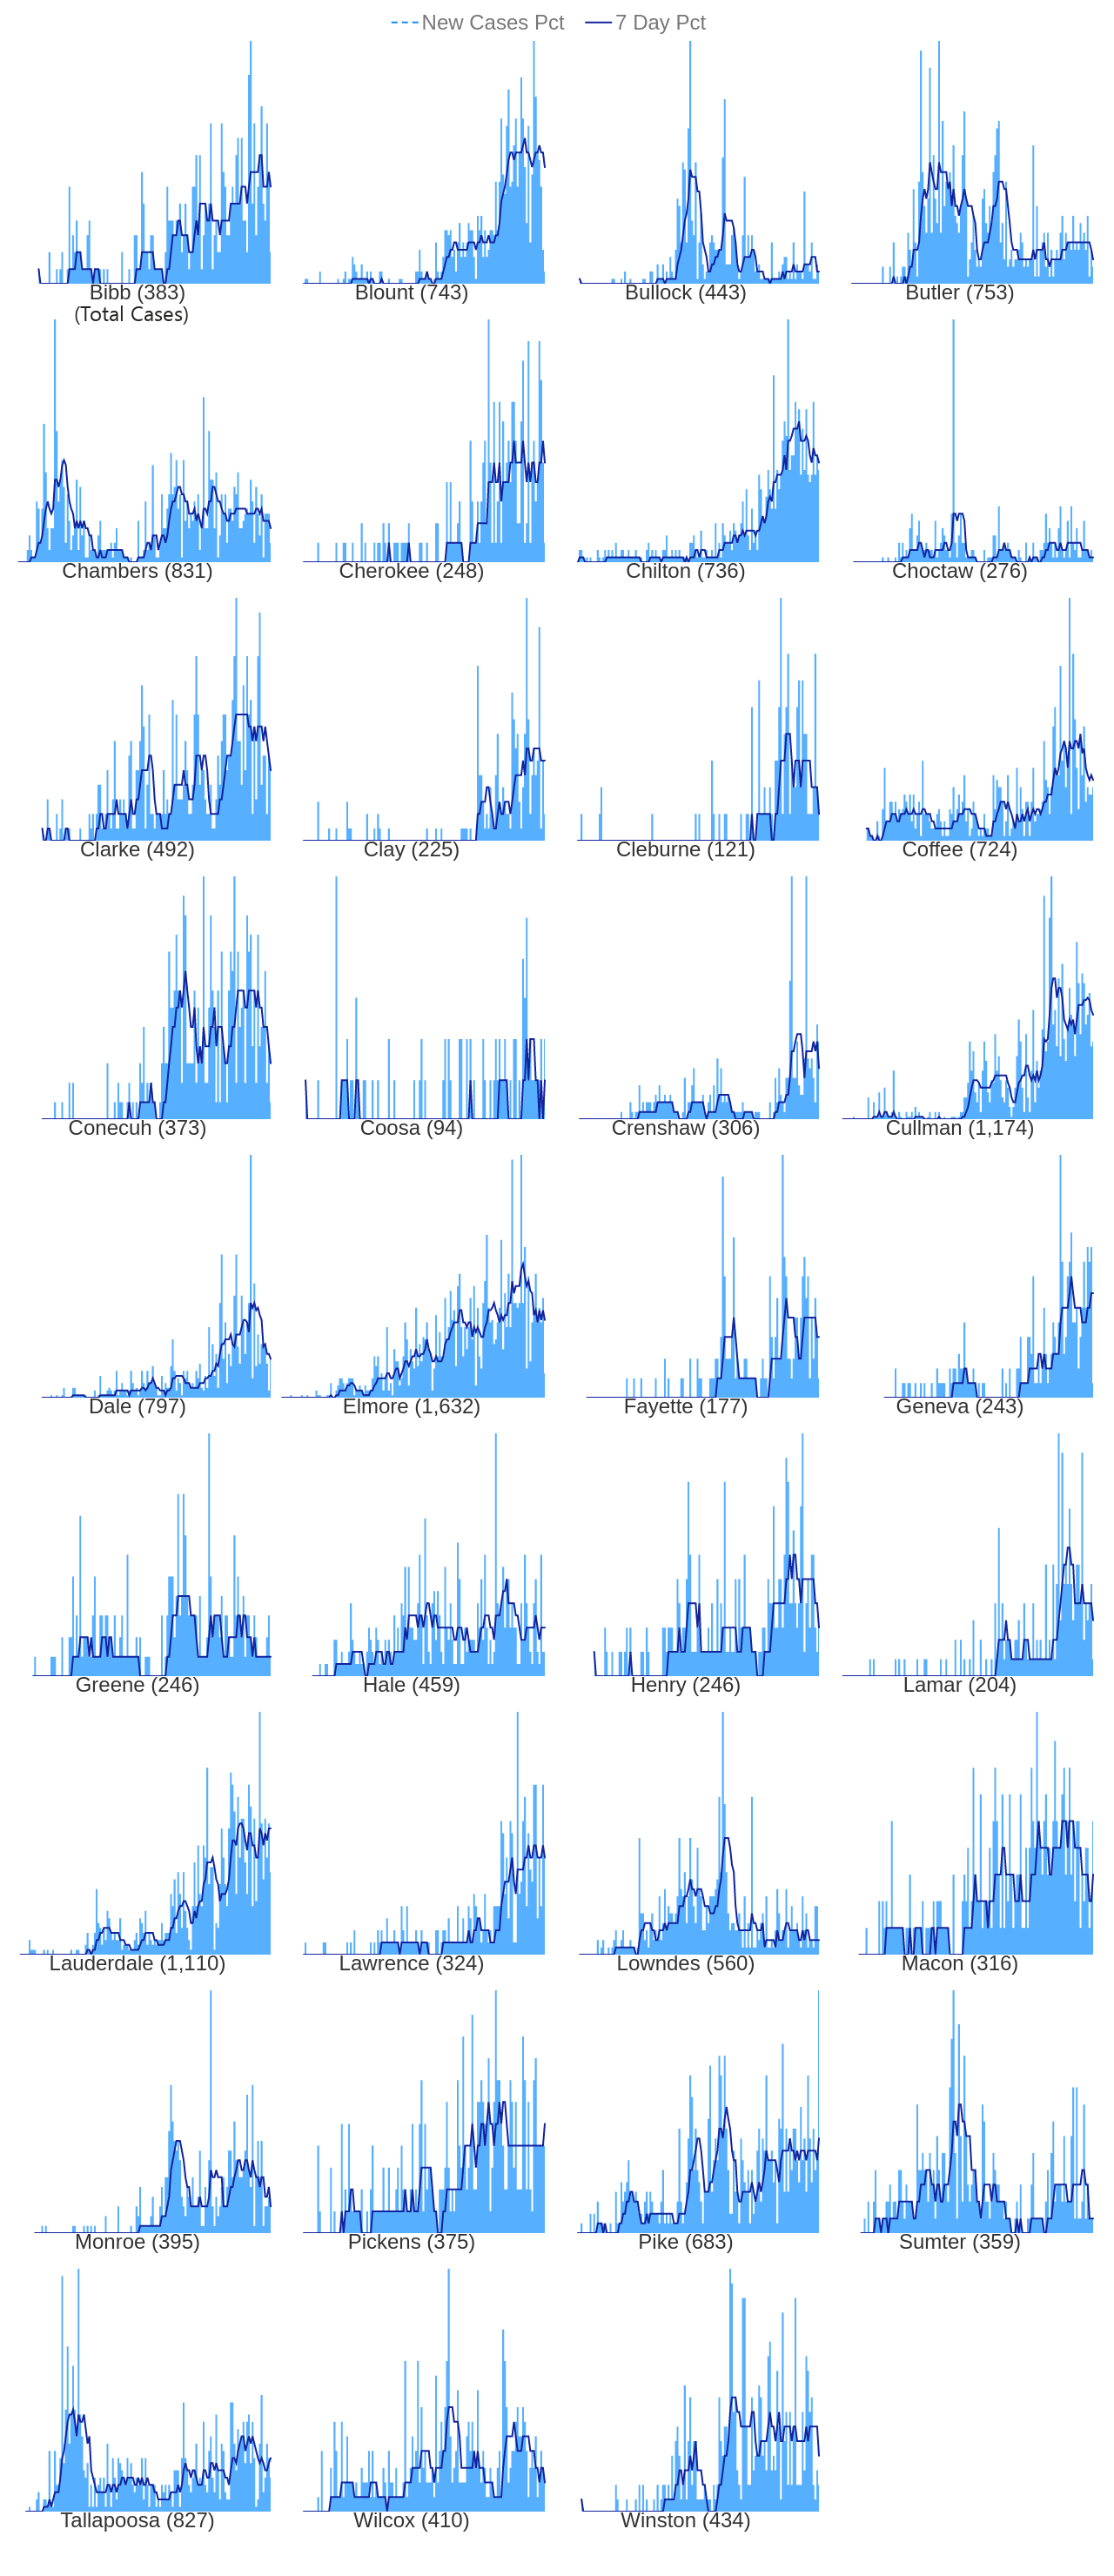 New Cases Pct 7 Day Pct
Bibb (383) Blount (743) Bullock (443) Butler (753)
(Total Cases)
Chambers (831) Cherokee (248) Chilton (736) Choctaw (276)
Clarke (492) Clay (225) Cleburne (121) Coffee (724)
Conecuh (373) Coosa (94) Crenshaw (306) Cullman (1,174)
Dale (797) Elmore (1,632) Fayette (177) Geneva (243)
Greene (246) Hale (459) Henry (246) Lamar (204)
Lauderdale (1,110) Lawrence (324) Lowndes (560) Macon (316)
Monroe (395) Pickens (375) Pike (683) Sumter (359)
Tallapoosa (827) Wilcox (410) Winston (434)